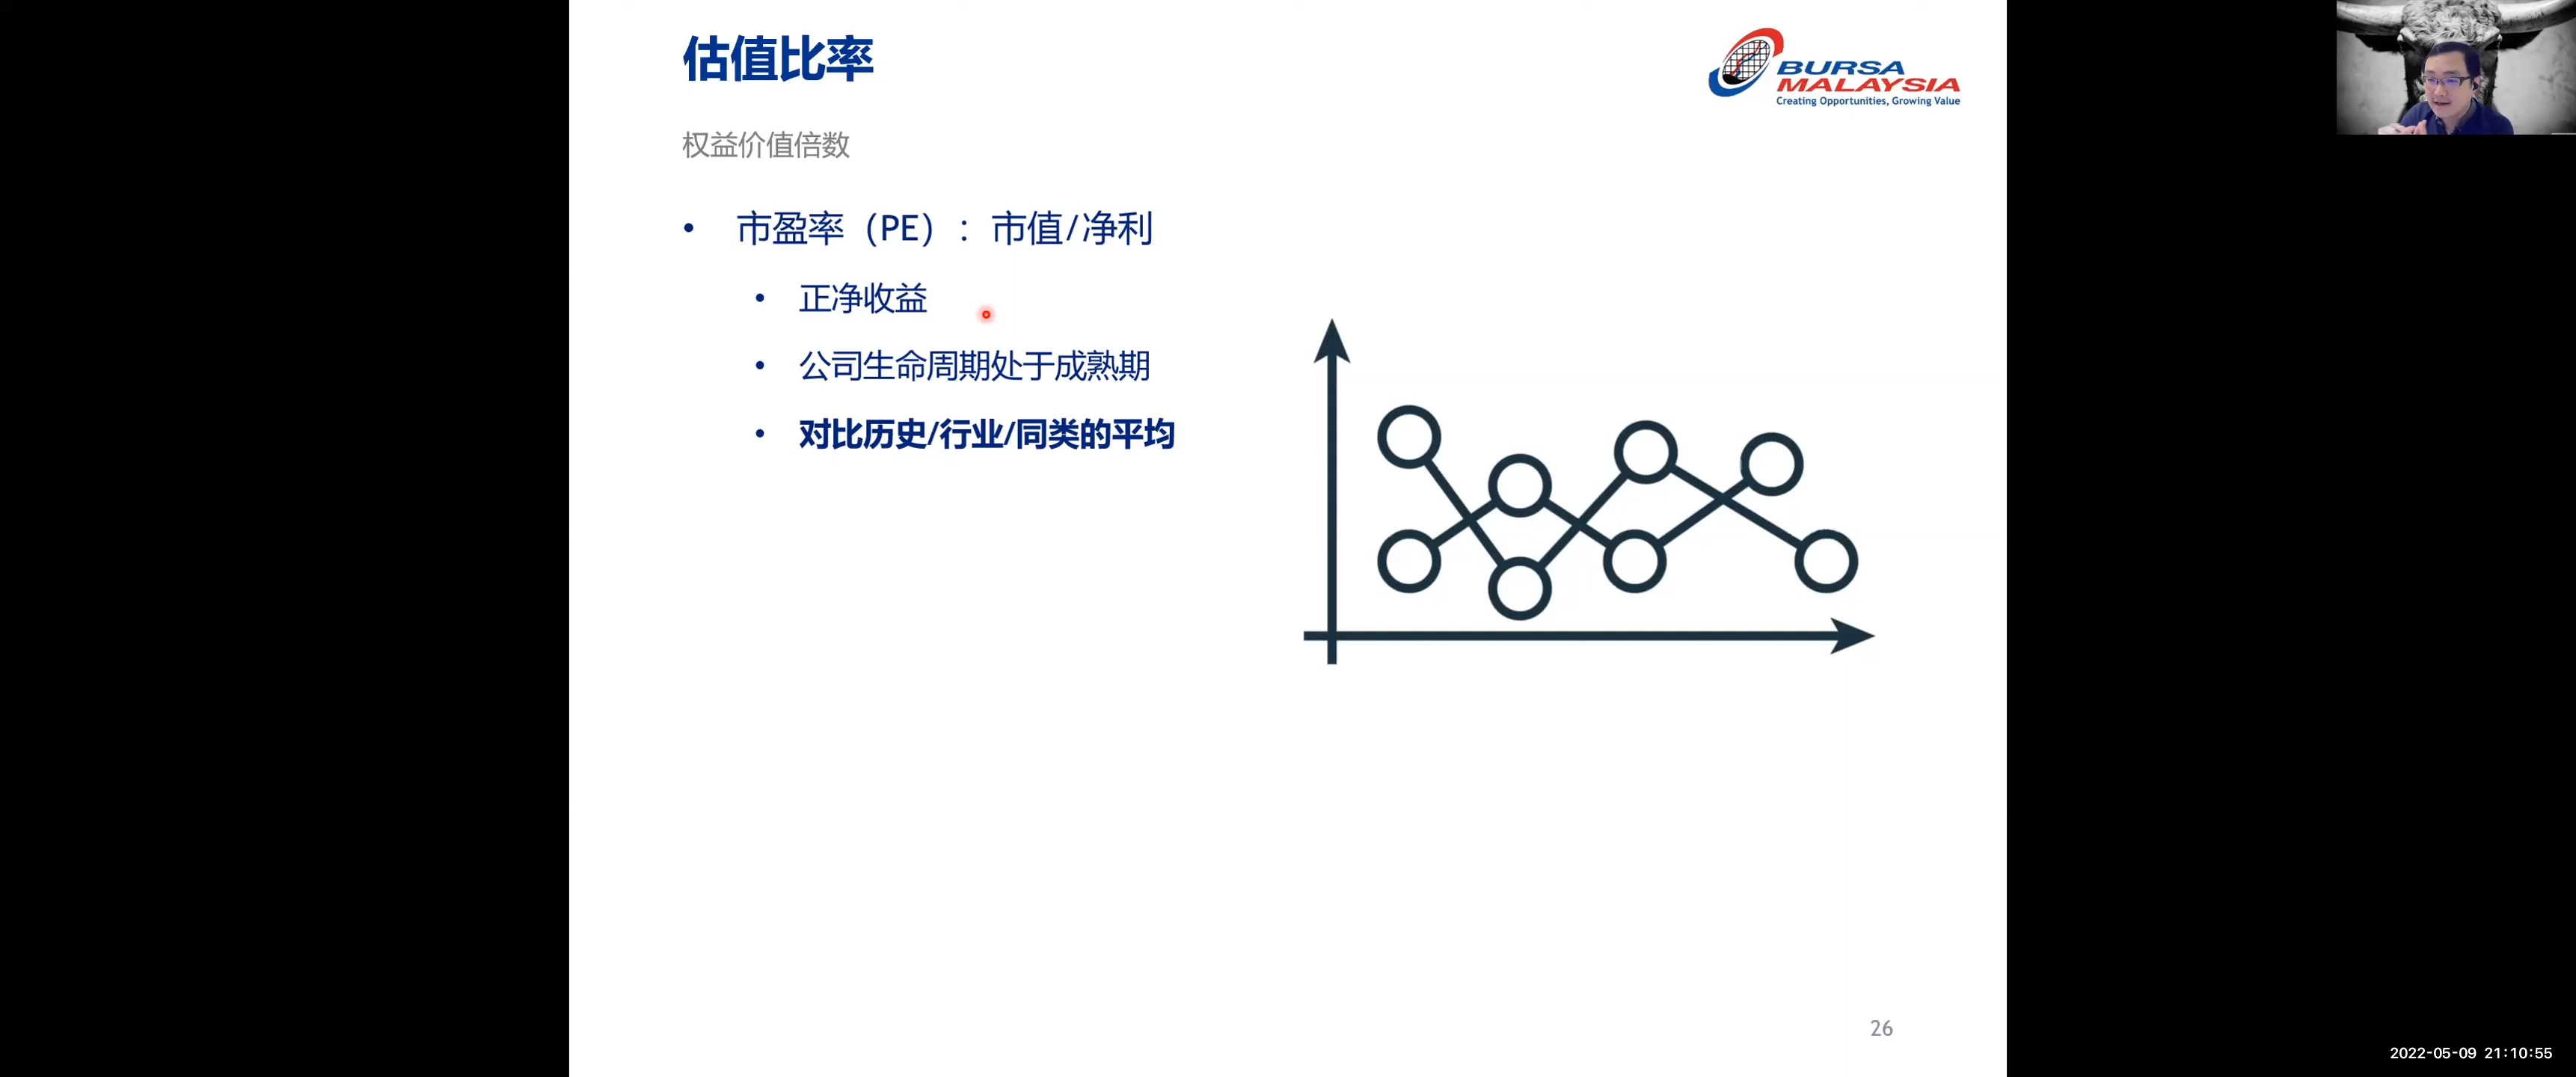 估值比率
BURSA
MALAYSIA
Creating Opportunities, Growing Value
权益价值倍数
• 市盈率（PE）：市值/净利
• 正净收益
• 公司生命周期处于成熟期
• 对比历史/行业/同类的平均
26
2022-05-09 21:10:55